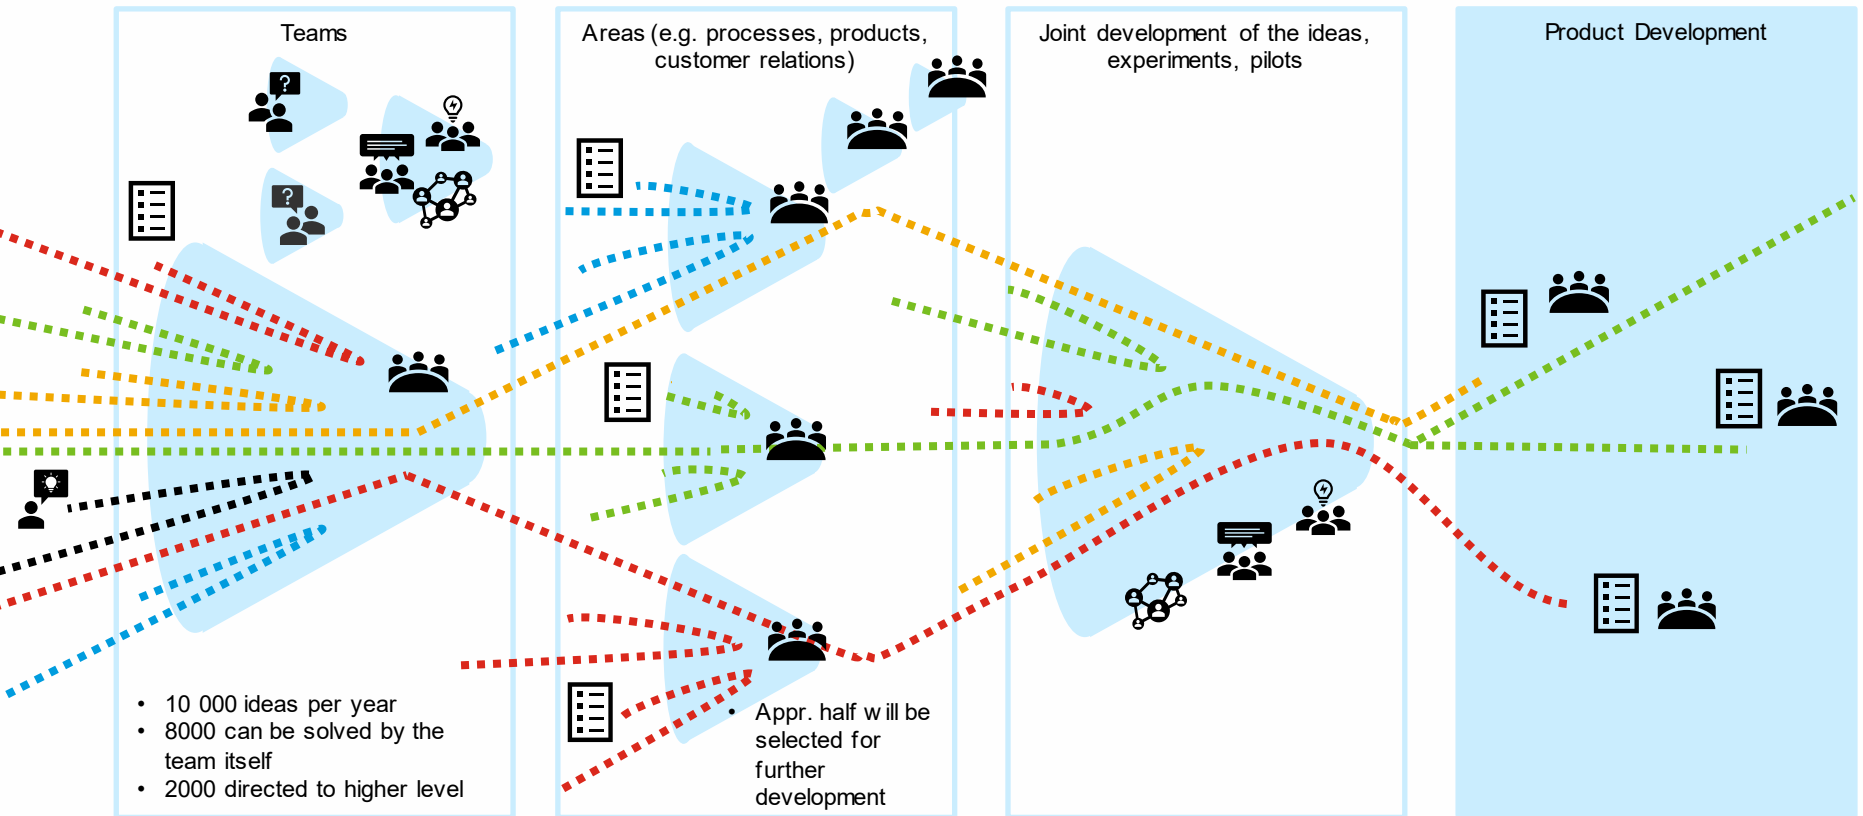 Teams
• 10 000 ideas per year
• 8000 can be solved by the
team itself
• 2000 directed to higher level
Areas (e.g. processes, products,
customer relations)
• Appr. half will be
selected for
further
development
Joint development of the ideas,
experiments, pilots
Product Development
?
?